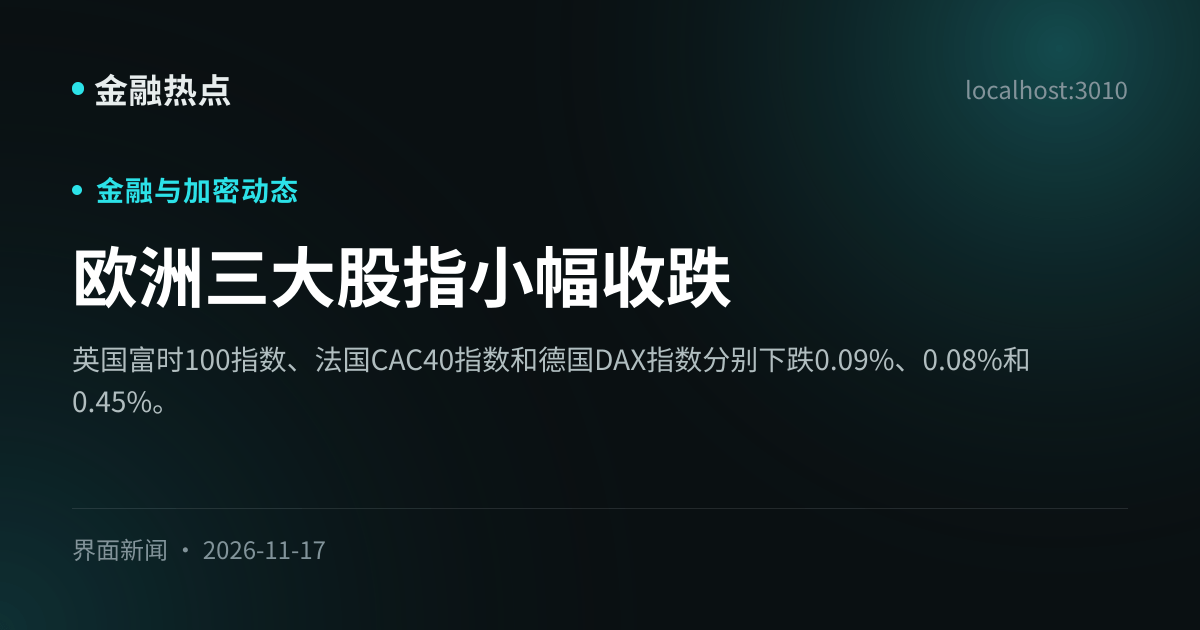 金融热点
localhost:3010
金融与加密动态
欧洲三大股指小幅收跌
英国富时100指数、法国CAC40指数和德国DAX指数分别下跌0.09%、0.08%和
0.45%。
界面新闻 • 2026-11-17